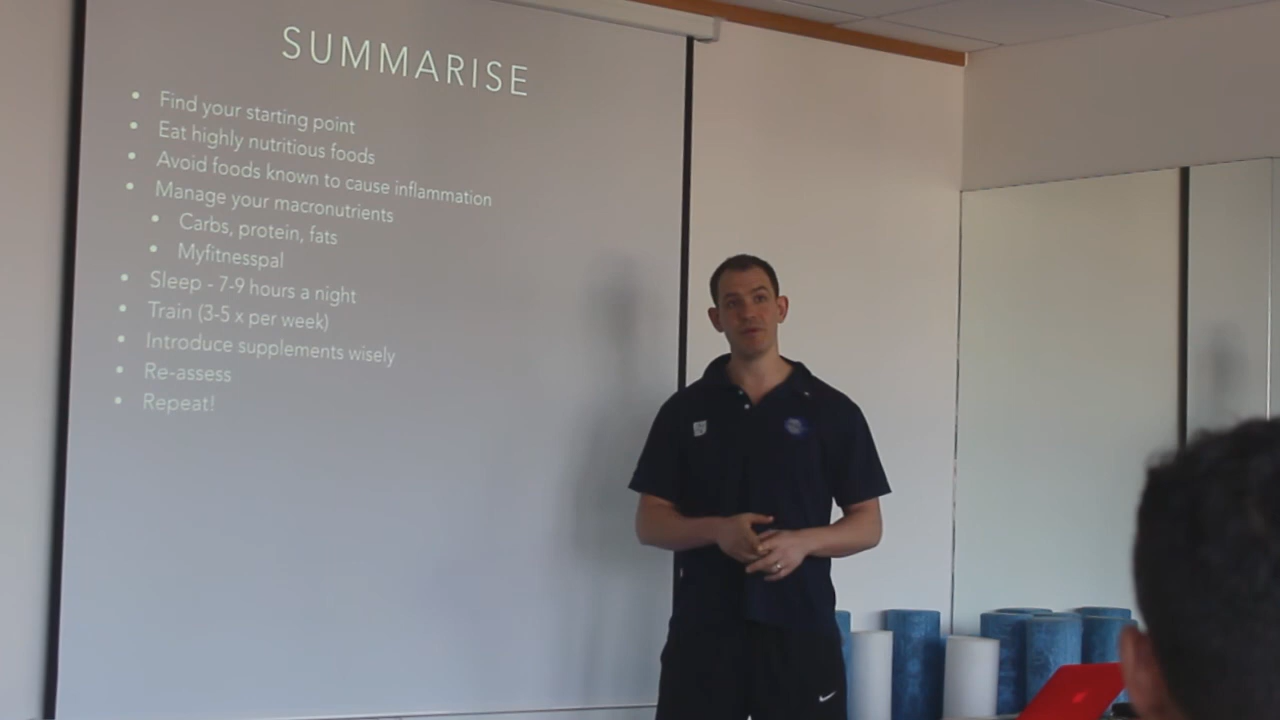 SUMMARISE
• Find your starting point
• Eat highly nutritious foods
• Avoid foods known to cause inflammation
• Manage your macronutrients
• Carbs, protein, fats
• Myfitnesspal
• Sleep - 7-9 hours a night
• Train (3-5 x per week)
• Introduce supplements wisely
• Re-assess
• Repeat!